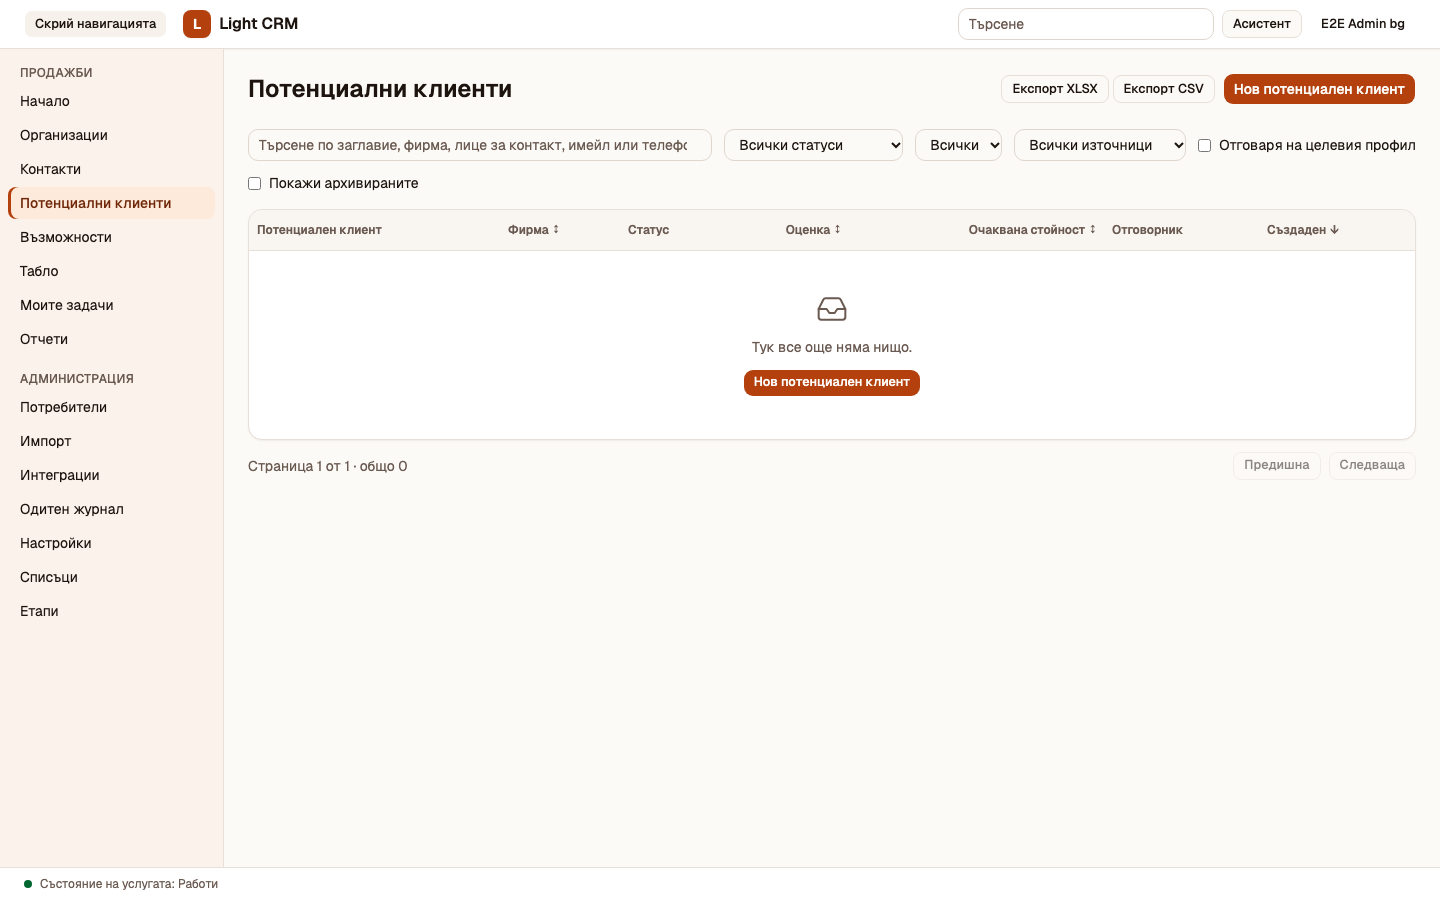 Скрий навигацията
L
Light CRM
Търсене
Асистент
E2E Admin bg
ПРОДАЖБИ
Начало
Организации
Контакти
Потенциални клиенти
Възможности
Табло
Моите задачи
Отчети
АДМИНИСТРАЦИЯ
Потребители
Импорт
Интеграции
Одитен журнал
Настройки
Списъци
Етапи
Потенциални клиенти
Експорт XLSX
Експорт CSV
Нов потенциален клиент
Търсене по заглавие, фирма, лице за контакт, имейл или
Всички статуси
Всички
Всички източници
Отговаря на целевия профил
Покажи архивираните
Потенциален клиент
Фирма ↕
Статус
Оценка ↕
Очаквана стойност ↕
Отговорник
Създаден ↓
Тук все още няма нищо.
Нов потенциален клиент
Страница 1 от 1 · общо 0
Предишна
Следваща
Състояние на услугата: Работи